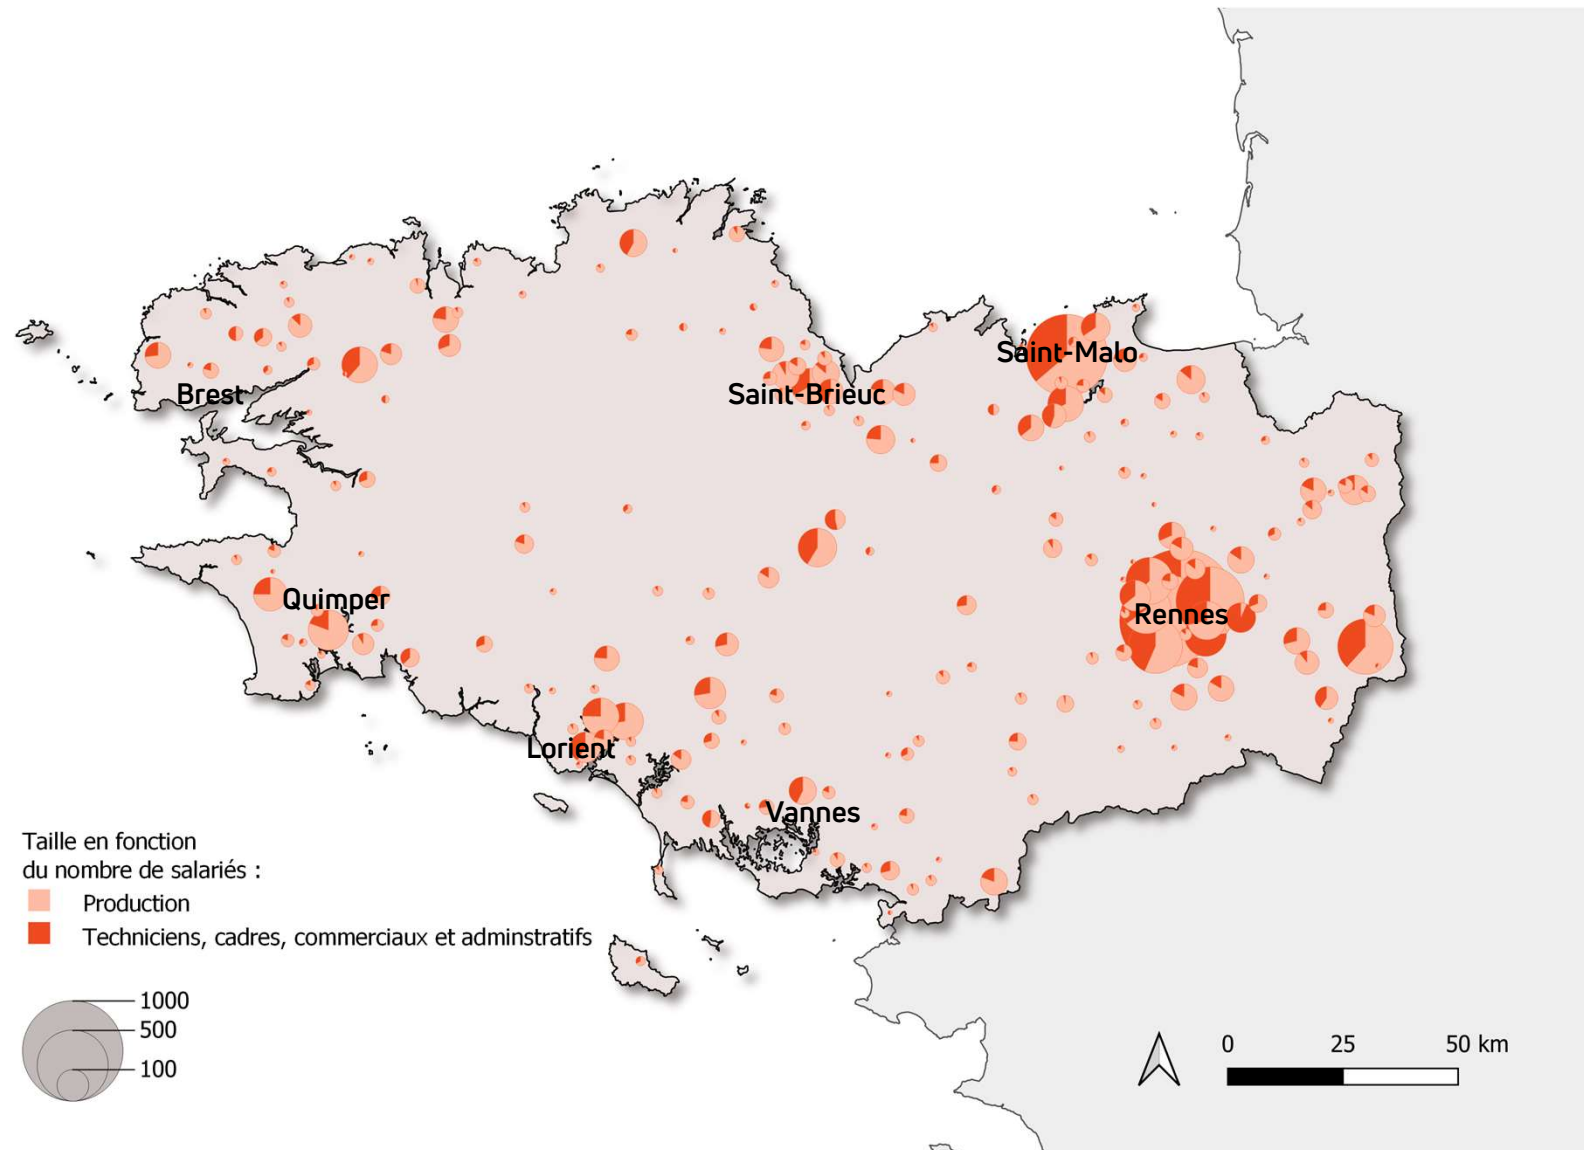 Saint-Malo
Brest
Saint-Brieuc
Quimper
Rennes
Lorient
Vannes
Taille en fonction
du nombre de salariés :
Production
Techniciens, cadres, commerciaux et adminstratifs
1000
500
100
0 25 50 km